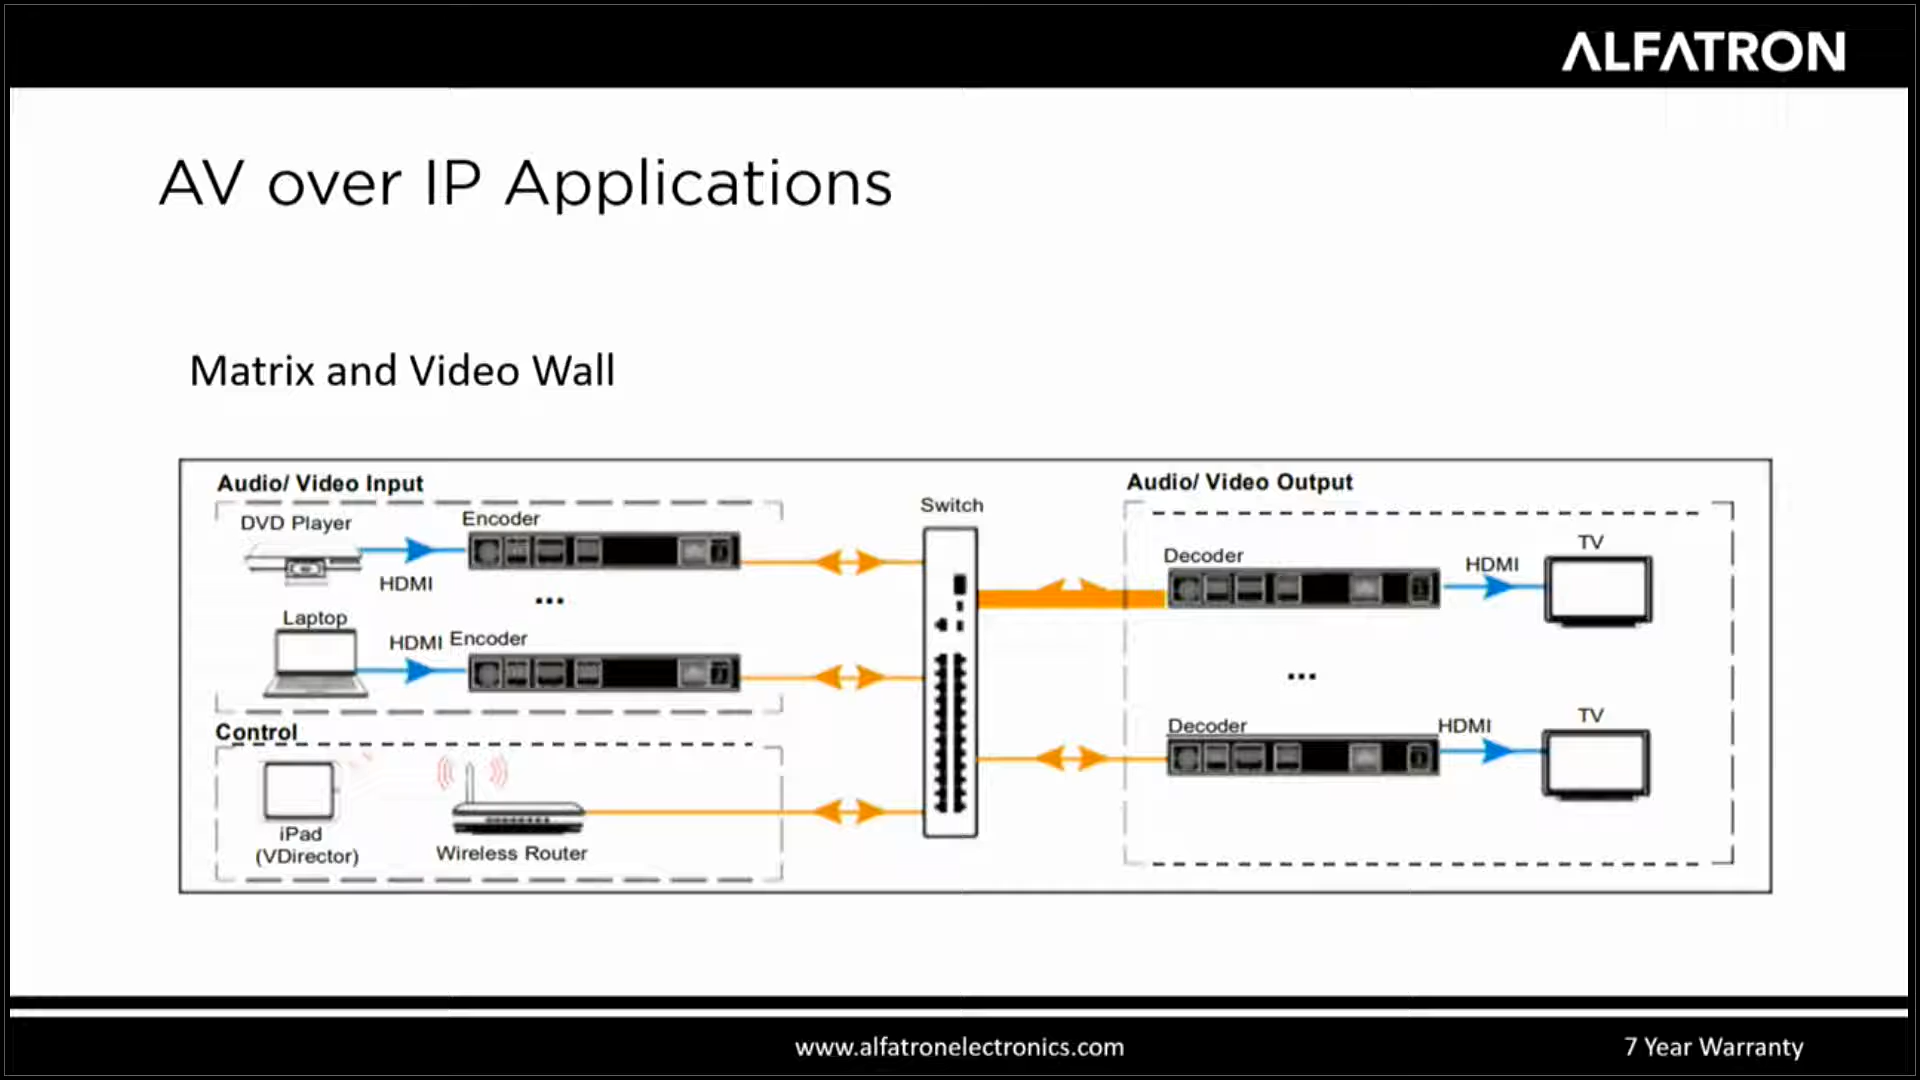 ALFATRON
AV over IP Applications
Matrix and Video Wall
Audio/ Video Input
DVD Player
Encoder
HDMI
...
Laptop
HDMI Encoder
Control
iPad
(VDirector)
Wireless Router
Switch
Audio/ Video Output
Decoder
HDMI
TV
...
Decoder
HDMI
TV
www.alfatronelectronics.com
7 Year Warranty